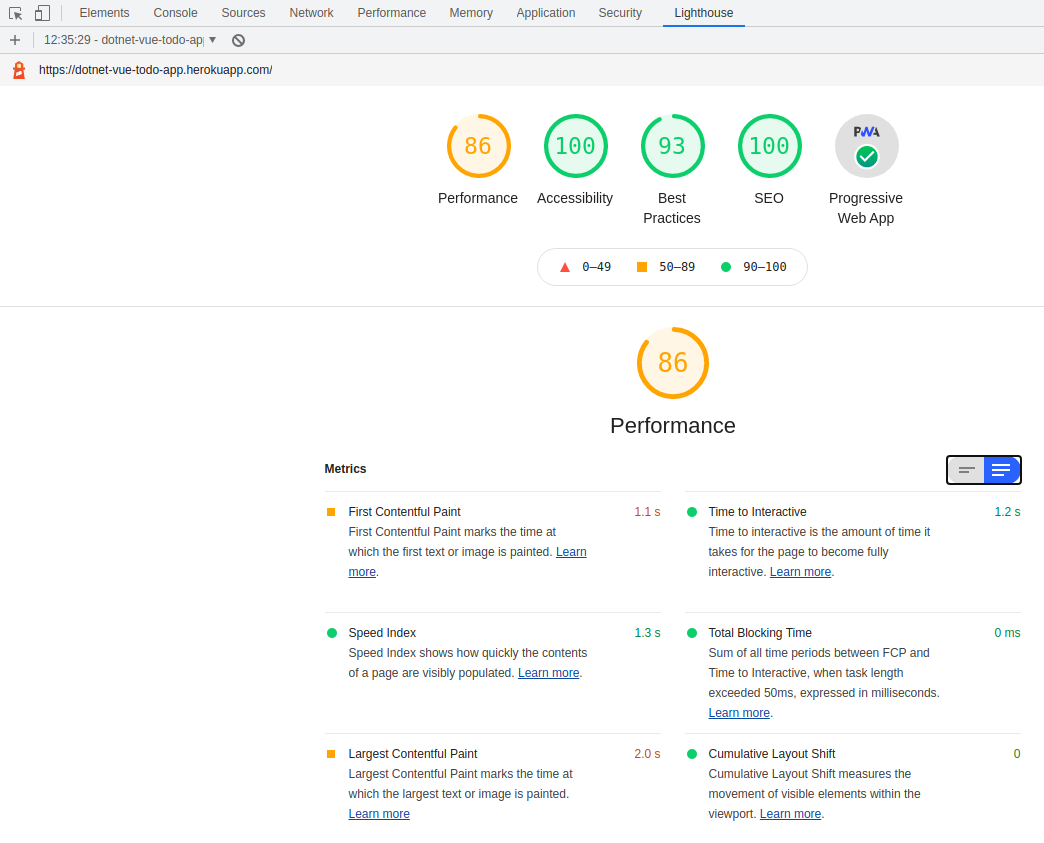 Elements Console Sources Network Performance Memory Application Security Lighthouse
12:35:29 - dotnet-vue-todo-ap
https://dotnet-vue-todo-app.herokuapp.com/
86 100 93 100 PWA
Performance Accessibility Best Practices SEO Progressive Web App
0–49 50–89 90–100
86
Performance
Metrics
First Contentful Paint 1.1 s
First Contentful Paint marks the time at
which the first text or image is painted. Learn
more.
Time to Interactive 1.2 s
Time to interactive is the amount of time it
takes for the page to become fully
interactive. Learn more.
Speed Index 1.3 s
Speed Index shows how quickly the contents
of a page are visibly populated. Learn more.
Total Blocking Time 0 ms
Sum of all time periods between FCP and
Time to Interactive, when task length
exceeded 50ms, expressed in milliseconds.
Learn more.
Largest Contentful Paint 2.0 s
Largest Contentful Paint marks the time at
which the largest text or image is painted.
Learn more
Cumulative Layout Shift 0
Cumulative Layout Shift measures the
movement of visible elements within the
viewport. Learn more.